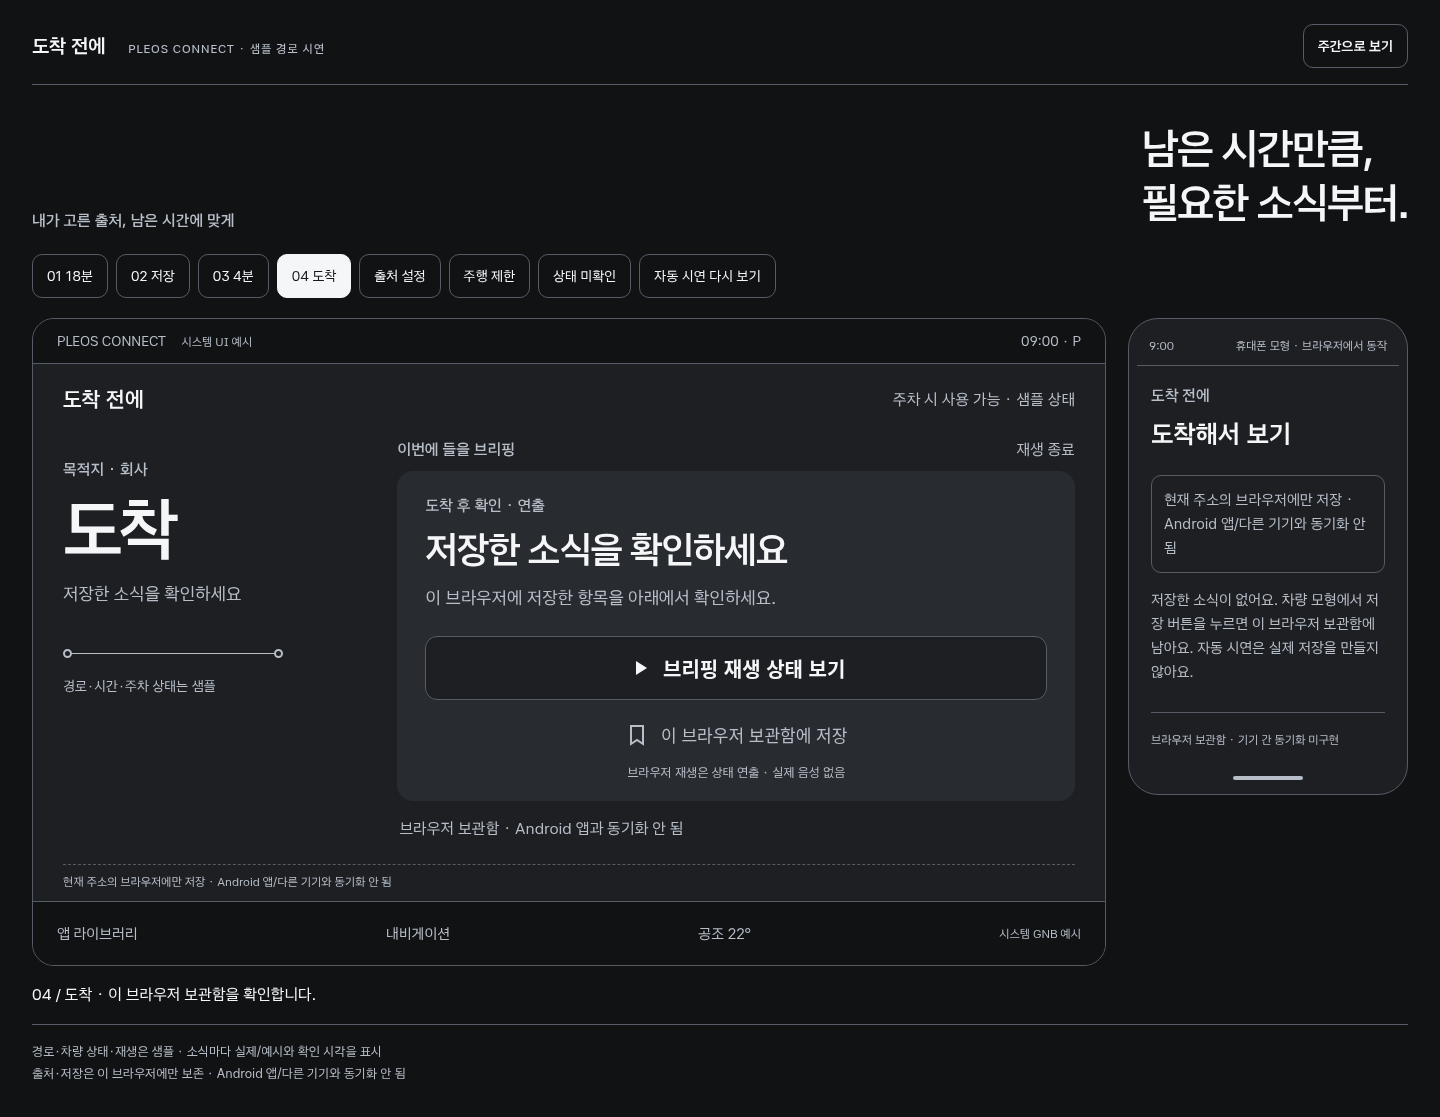 도착 전에
PLEOS CONNECT · 샘플 경로 시연
주간으로 보기
남은 시간만큼,
필요한 소식부터.
내가 고른 출처, 남은 시간에 맞게
01 18분
02 저장
03 4분
04 도착
출처 설정
주행 제한
상태 미확인
자동 시연 다시 보기
PLEOS CONNECT 시스템 UI 예시
09:00 · P
도착 전에
주차 시 사용 가능 · 샘플 상태
목적지 · 회사
도착
저장한 소식을 확인하세요
경로·시간·주차 상태는 샘플
이번에 들을 브리핑
재생 종료
도착 후 확인 · 연출
저장한 소식을 확인하세요
이 브라우저에 저장한 항목을 아래에서 확인하세요.
브리핑 재생 상태 보기
이 브라우저 보관함에 저장
브라우저 재생은 상태 연출 · 실제 음성 없음
브라우저 보관함 · Android 앱과 동기화 안 됨
현재 주소의 브라우저에만 저장 · Android 앱/다른 기기와 동기화 안 됨
앱 라이브러리
내비게이션
공조 22°
시스템 GNB 예시
9:00
휴대폰 모형 · 브라우저에서 동작
도착 전에
도착해서 보기
현재 주소의 브라우저에만 저장 ·
Android 앱/다른 기기와 동기화 안
됨
저장한 소식이 없어요. 차량 모형에서 저
장 버튼을 누르면 이 브라우저 보관함에
남아요. 자동 시연은 실제 저장을 만들지
않아요.
브라우저 보관함 · 기기 간 동기화 미구현
04 / 도착 · 이 브라우저 보관함을 확인합니다.
경로·차량 상태·재생은 샘플 · 소식마다 실제/예시와 확인 시각을 표시
출처·저장은 이 브라우저에만 보존 · Android 앱/다른 기기와 동기화 안 됨